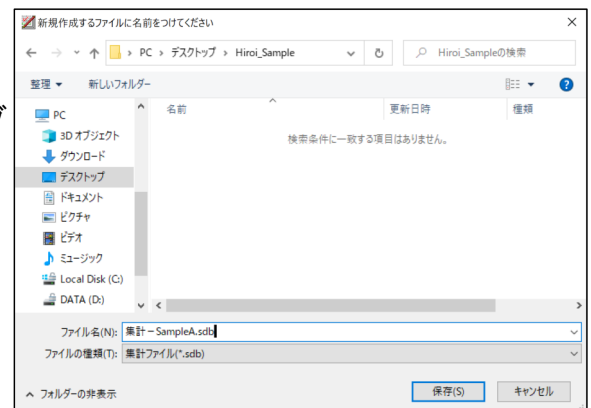 新規作成するファイルに名前をつけてください
PC › デスクトップ › Hiroi_Sample
Hiroi_Sampleの検索
整理 新しいフォルダー
名前 更新日時 種類
検索条件に一致する項目はありません。
PC
3D オブジェクト
ダウンロード
デスクトップ
ドキュメント
ピクチャ
ビデオ
ミュージック
Local Disk (C:)
DATA (D:)
ファイル名(N): 集計－SampleA.sdb
ファイルの種類(T): 集計ファイル(*.sdb)
フォルダーの非表示
保存(S) キャンセル